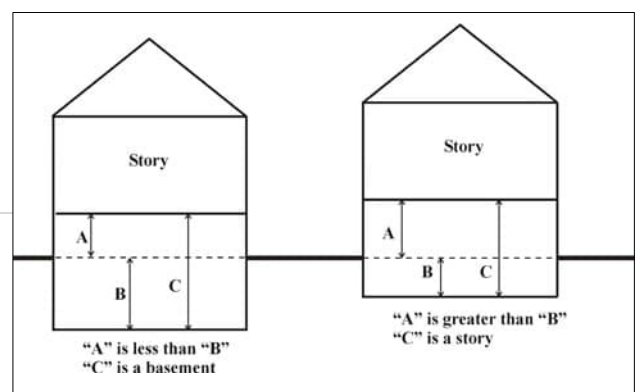 Story
A
B
C
“A” is less than “B”
“C” is a basement
Story
A
B
C
“A” is greater than “B”
“C” is a story